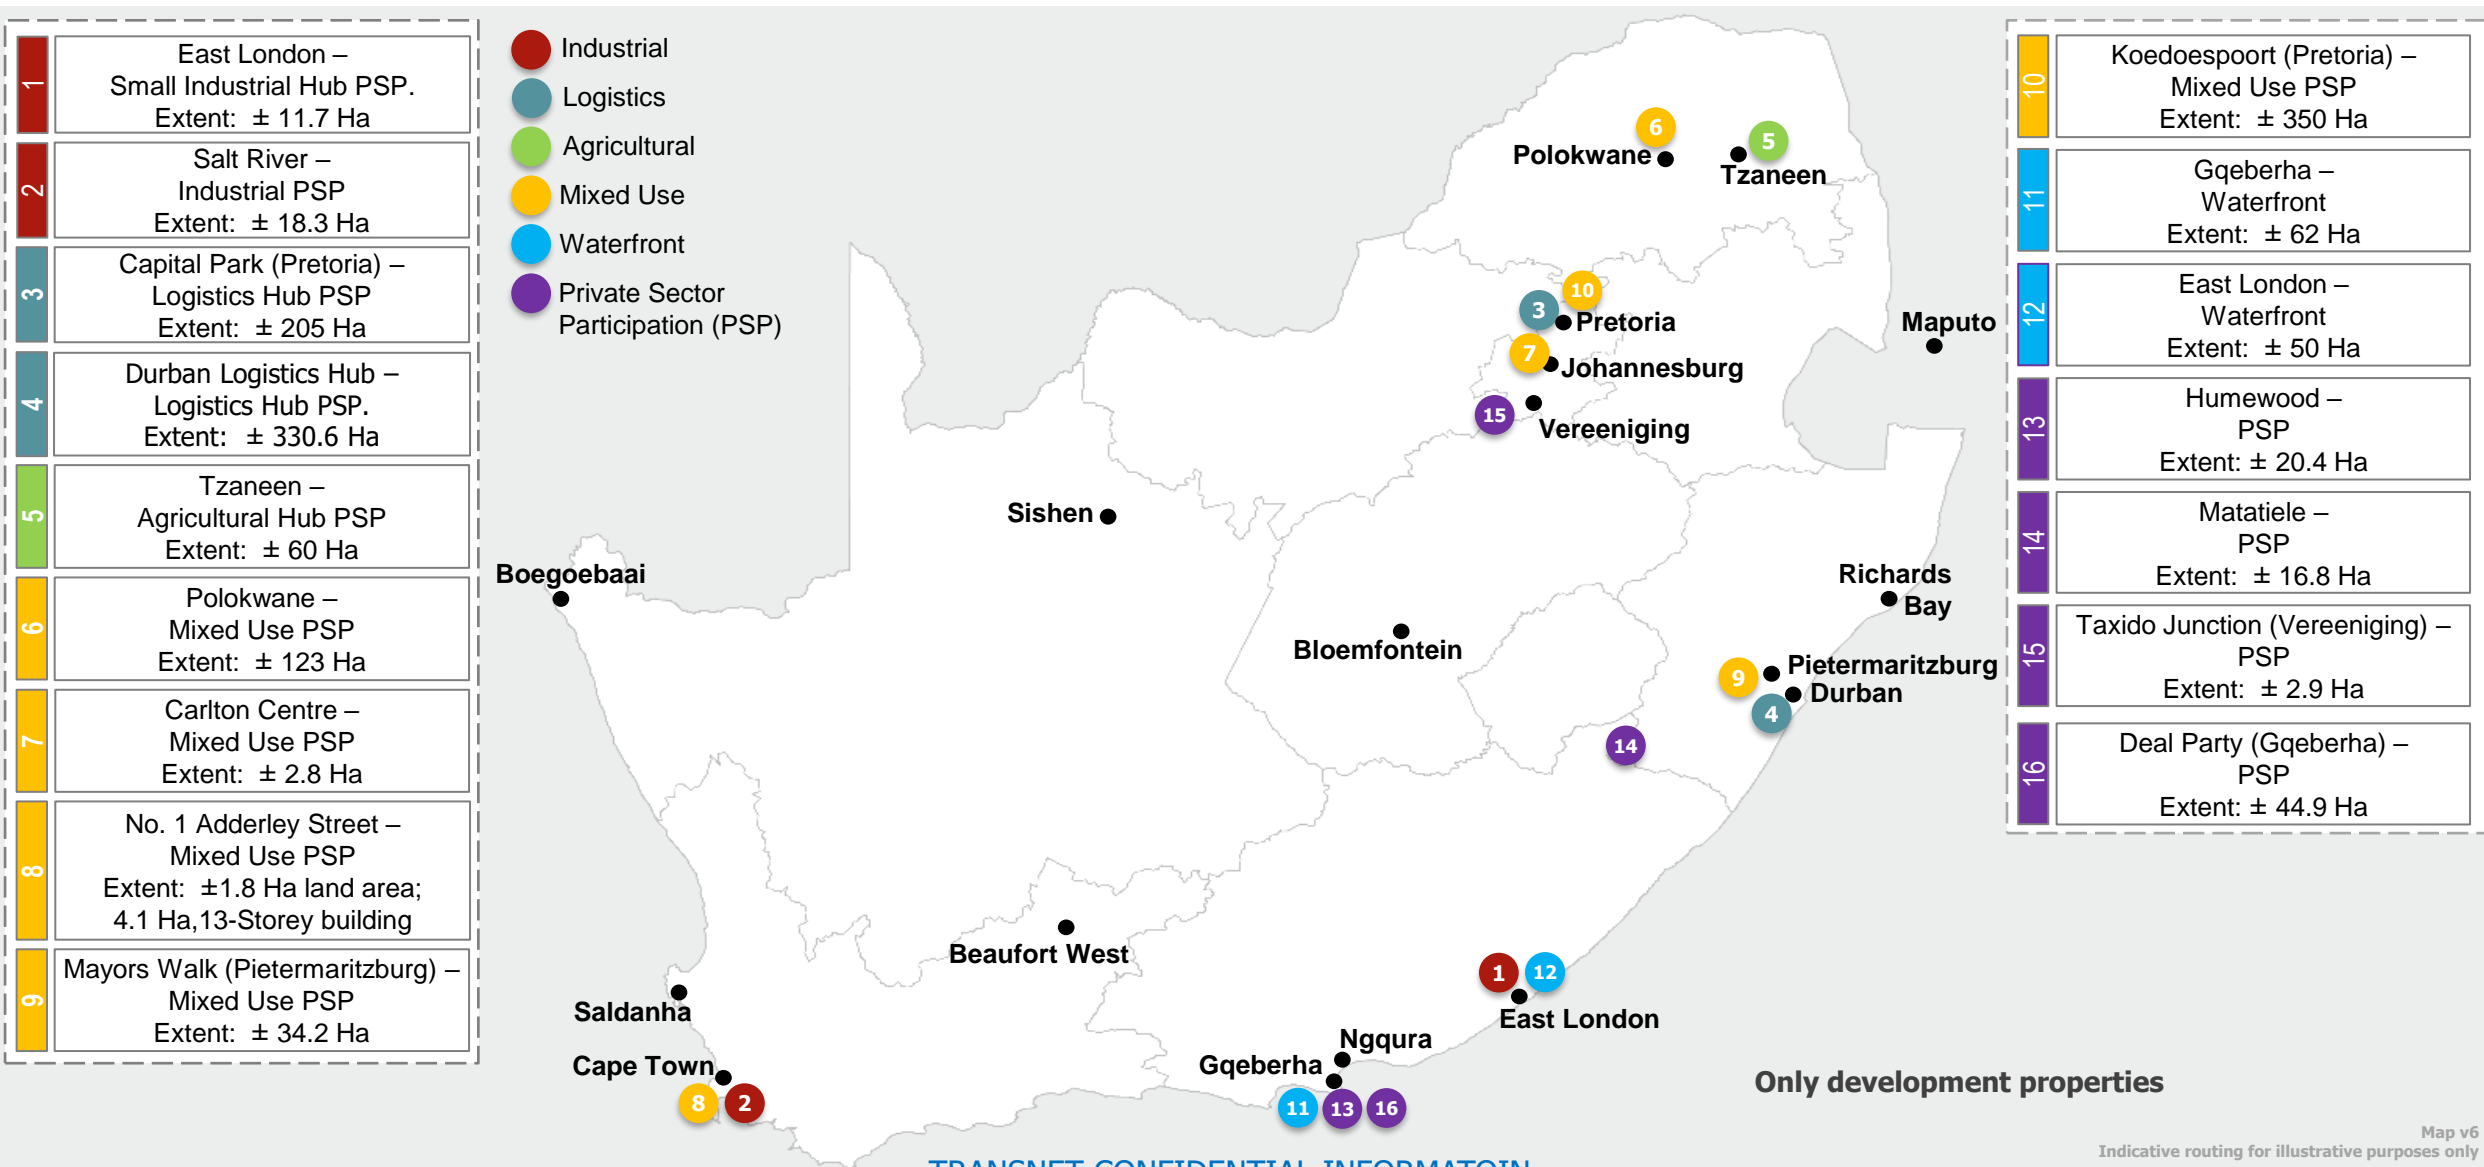 1
East London –
Small Industrial Hub PSP.
Extent: ± 11.7 Ha
2
Salt River –
Industrial PSP
Extent: ± 18.3 Ha
3
Capital Park (Pretoria) –
Logistics Hub PSP
Extent: ± 205 Ha
4
Durban Logistics Hub –
Logistics Hub PSP.
Extent: ± 330.6 Ha
5
Tzaneen –
Agricultural Hub PSP
Extent: ± 60 Ha
6
Polokwane –
Mixed Use PSP
Extent: ± 123 Ha
7
Carlton Centre –
Mixed Use PSP
Extent: ± 2.8 Ha
8
No. 1 Adderley Street –
Mixed Use PSP
Extent: ±1.8 Ha land area;
4.1 Ha,13-Storey building
9
Mayors Walk (Pietermaritzburg) –
Mixed Use PSP
Extent: ± 34.2 Ha
Industrial
Logistics
Agricultural
Mixed Use
Waterfront
Private Sector
Participation (PSP)
6
5
Polokwane
Tzaneen
10
3
Pretoria
Maputo
7
Johannesburg
15
Vereeniging
Sishen
Boegoebaai
Richards
Bay
Bloemfontein
9
Pietermaritzburg
Durban
4
14
Beaufort West
1
12
East London
Saldanha
Ngqura
Cape Town
Gqeberha
8
2
11
13
16
10
Koedoespoort (Pretoria) –
Mixed Use PSP
Extent: ± 350 Ha
11
Gqeberha –
Waterfront
Extent: ± 62 Ha
12
East London –
Waterfront
Extent: ± 50 Ha
13
Humewood –
PSP
Extent: ± 20.4 Ha
14
Matatiele –
PSP
Extent: ± 16.8 Ha
15
Taxido Junction (Vereeniging) –
PSP
Extent: ± 2.9 Ha
16
Deal Party (Gqeberha) –
PSP
Extent: ± 44.9 Ha
Only development properties
Map v6
Indicative routing for illustrative purposes only
TRANSNET CONFIDENTIAL INFORMATOIN